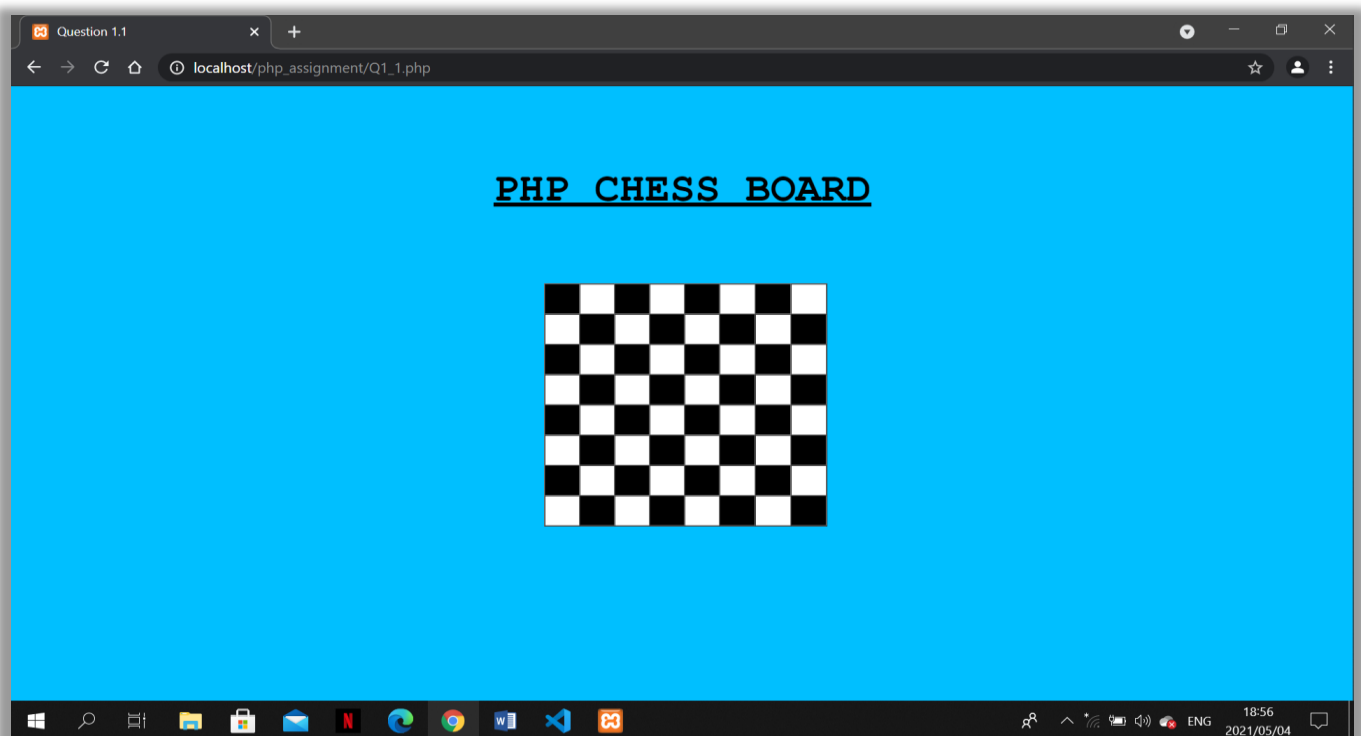 Question 1.1
localhost/php_assignment/Q1_1.php
PHP CHESS BOARD
N
W
ENG
18:56
2021/05/04